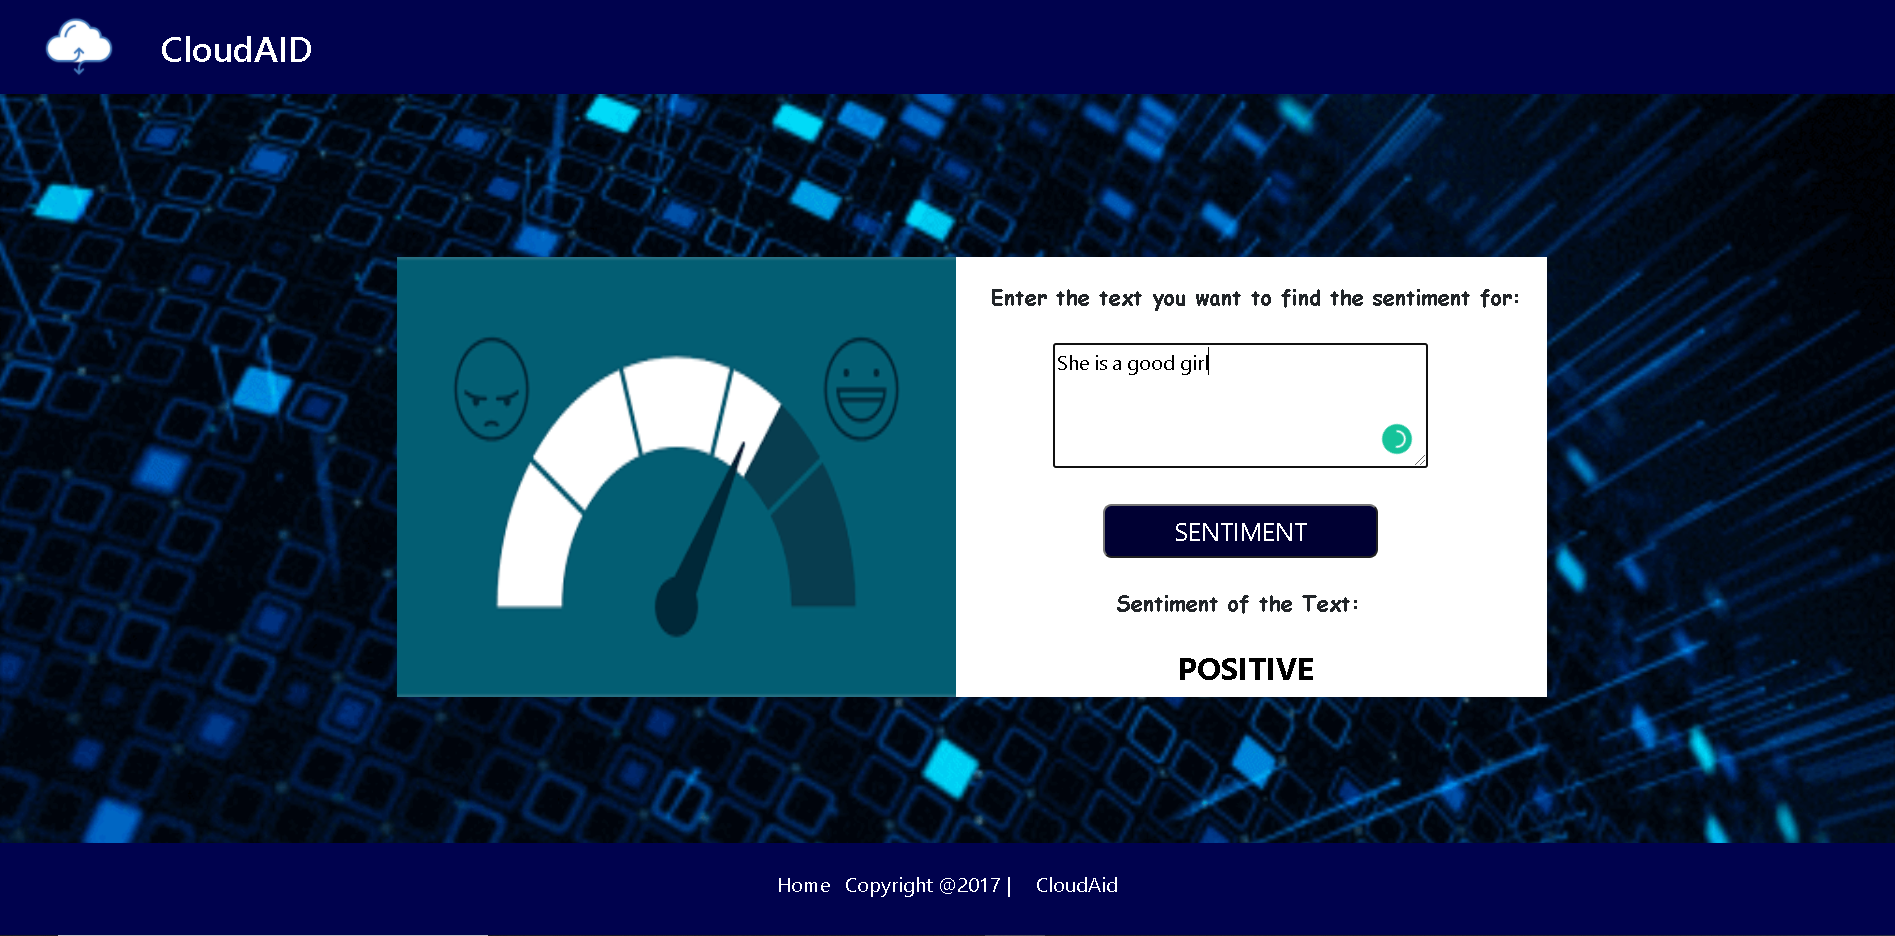 CloudAID
Enter the text you want to find the sentiment for:
She is a good girl
SENTIMENT
Sentiment of the Text:
POSITIVE
Home Copyright @2017 | CloudAid